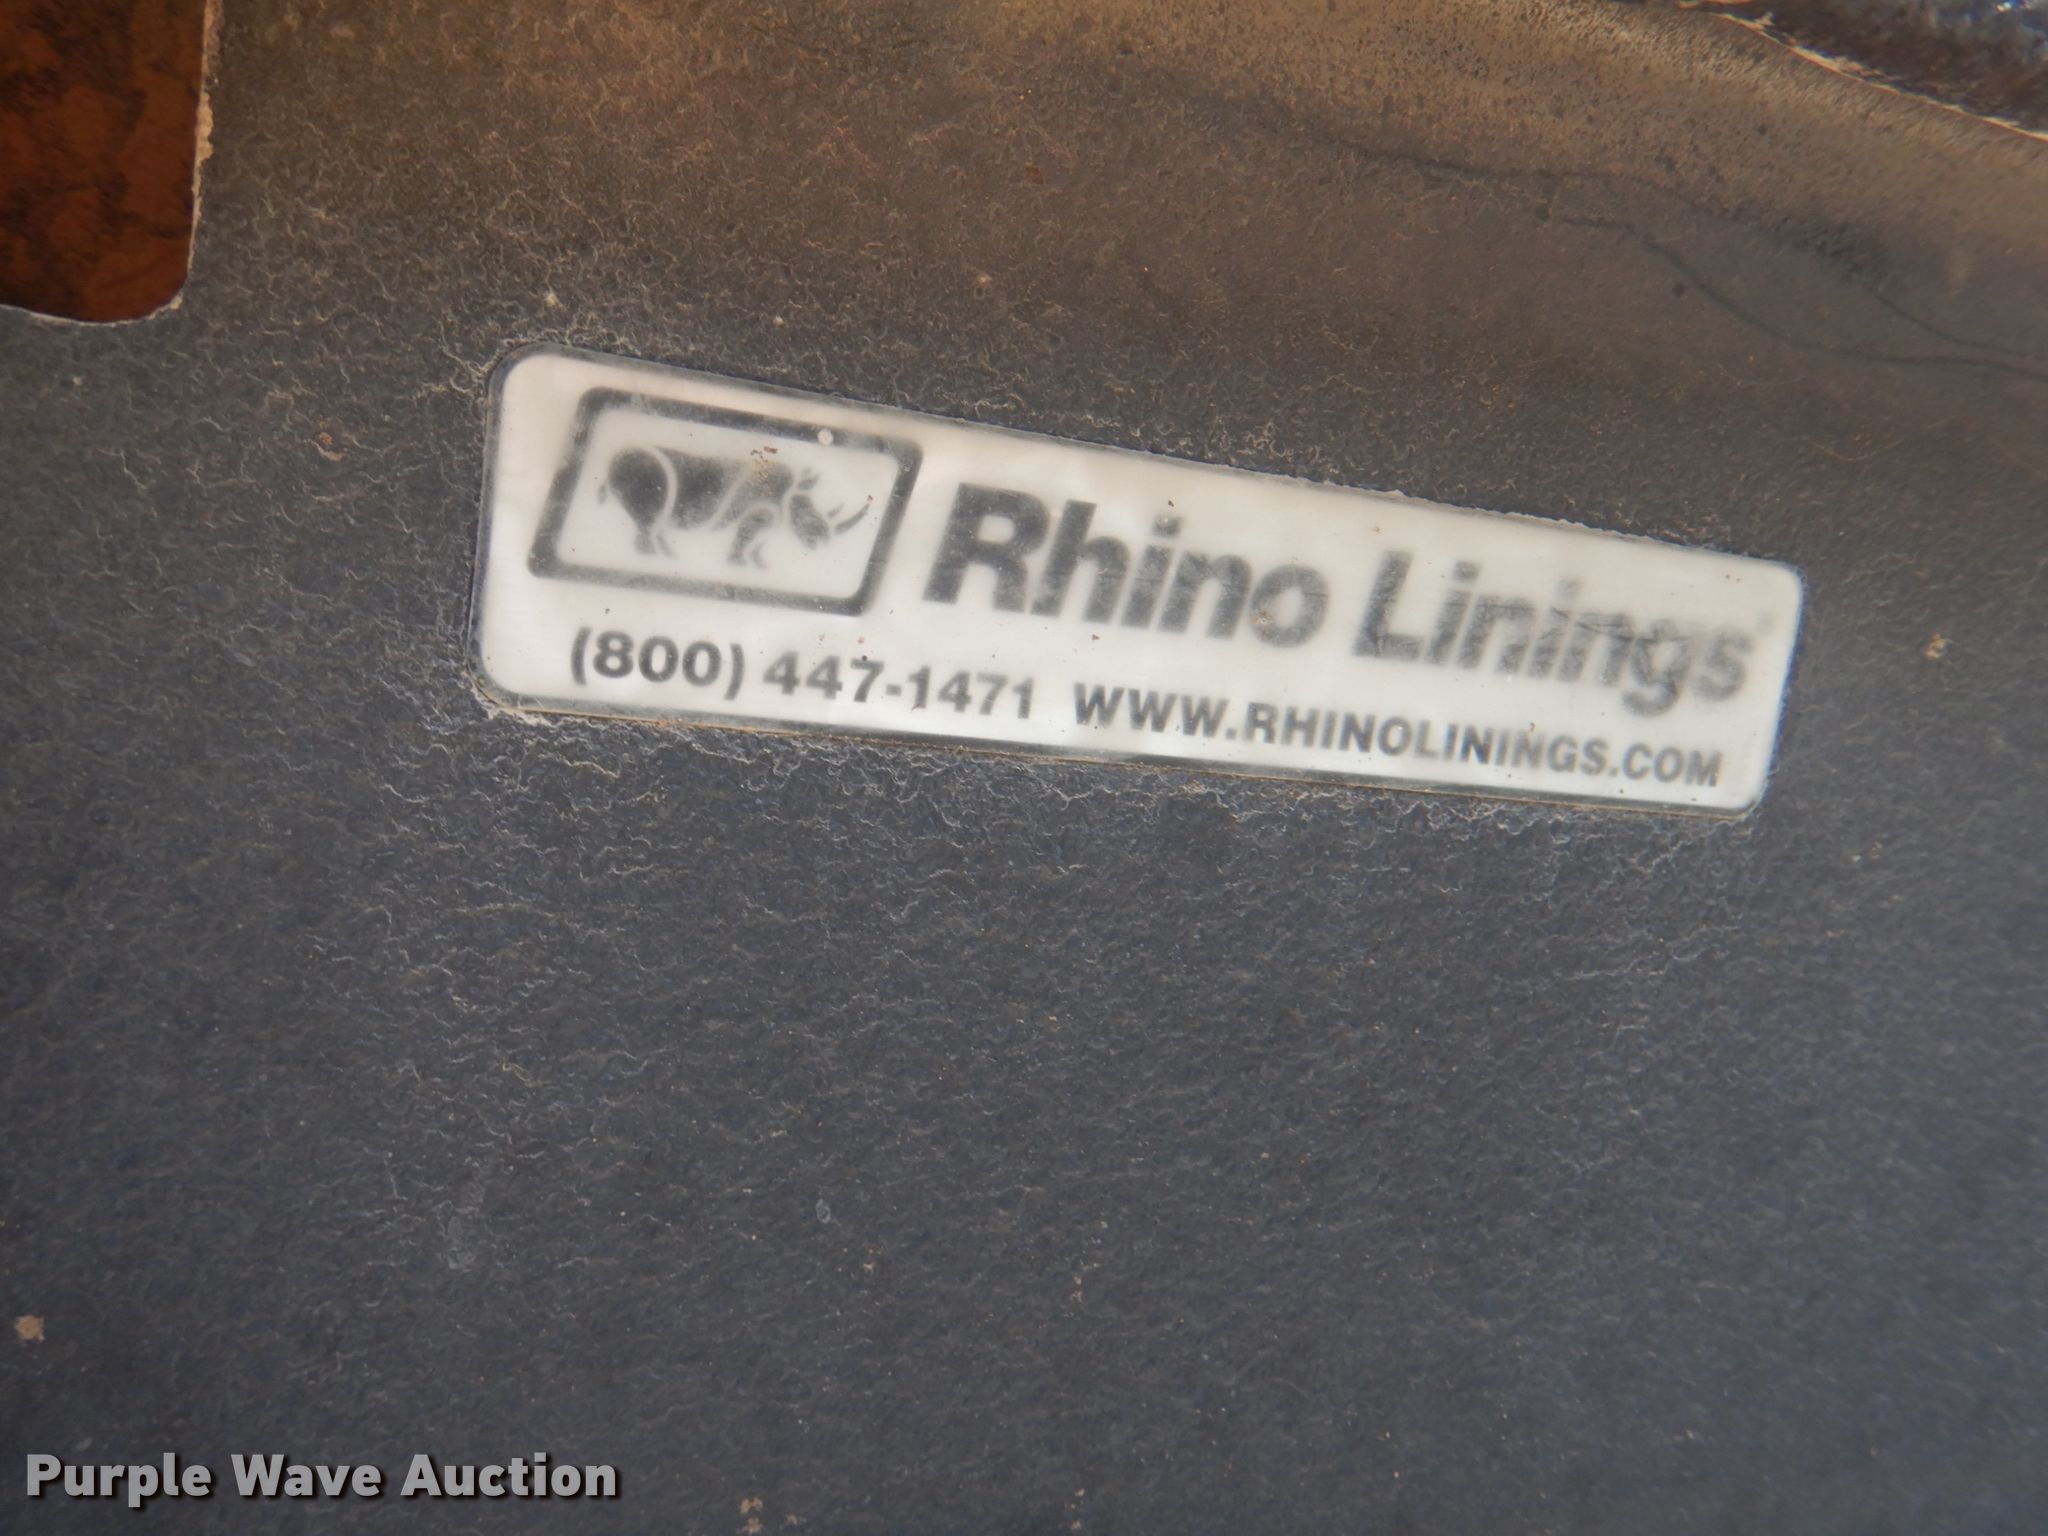 Rhino Linings
(800) 447-1471 WWW.RHINOLININGS.COM
Purple Wave Auction